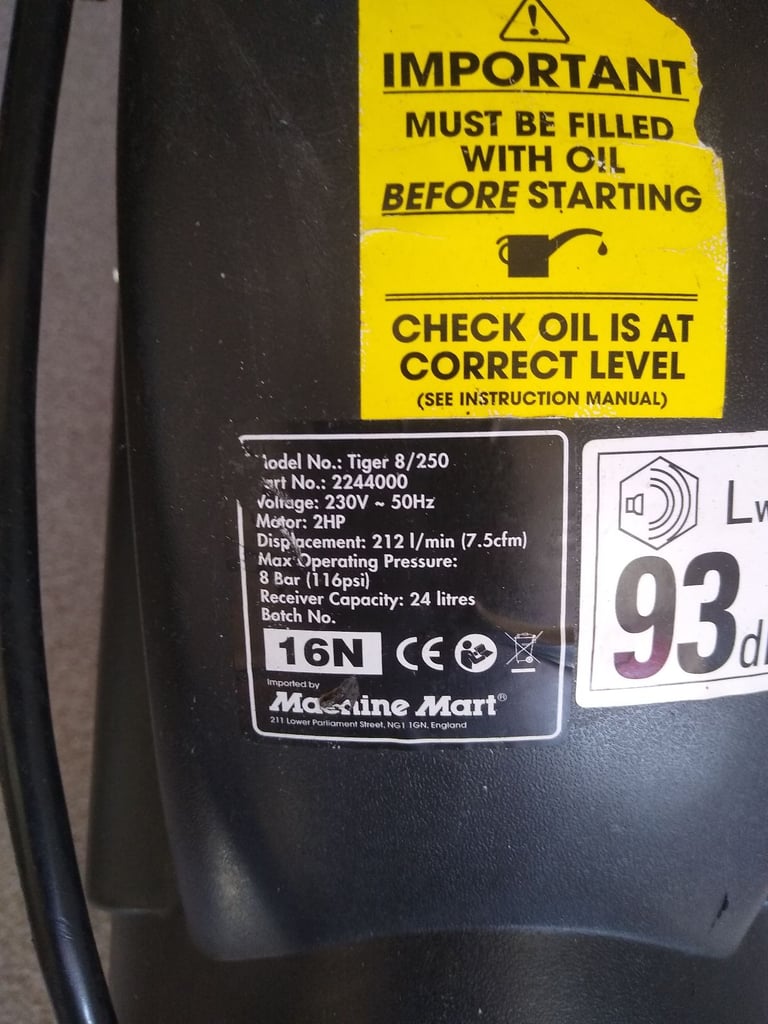 IMPORTANT
MUST BE FILLED
WITH OIL
BEFORE STARTING
CHECK OIL IS AT
CORRECT LEVEL
(SEE INSTRUCTION MANUAL)
odel No.: Tiger 8/250
rt No.: 2244000
Voltage: 230V ~ 50Hz
Motor: 2HP
Displacement: 212 l/min (7.5cfm)
Max Operating Pressure:
8 Bar (116psi)
Receiver Capacity: 24 litres
Batch No.
16N CE
Imported by
Machine Mart®
211 Lower Parliament Street, NG1 1GN, England
Lw
93
d